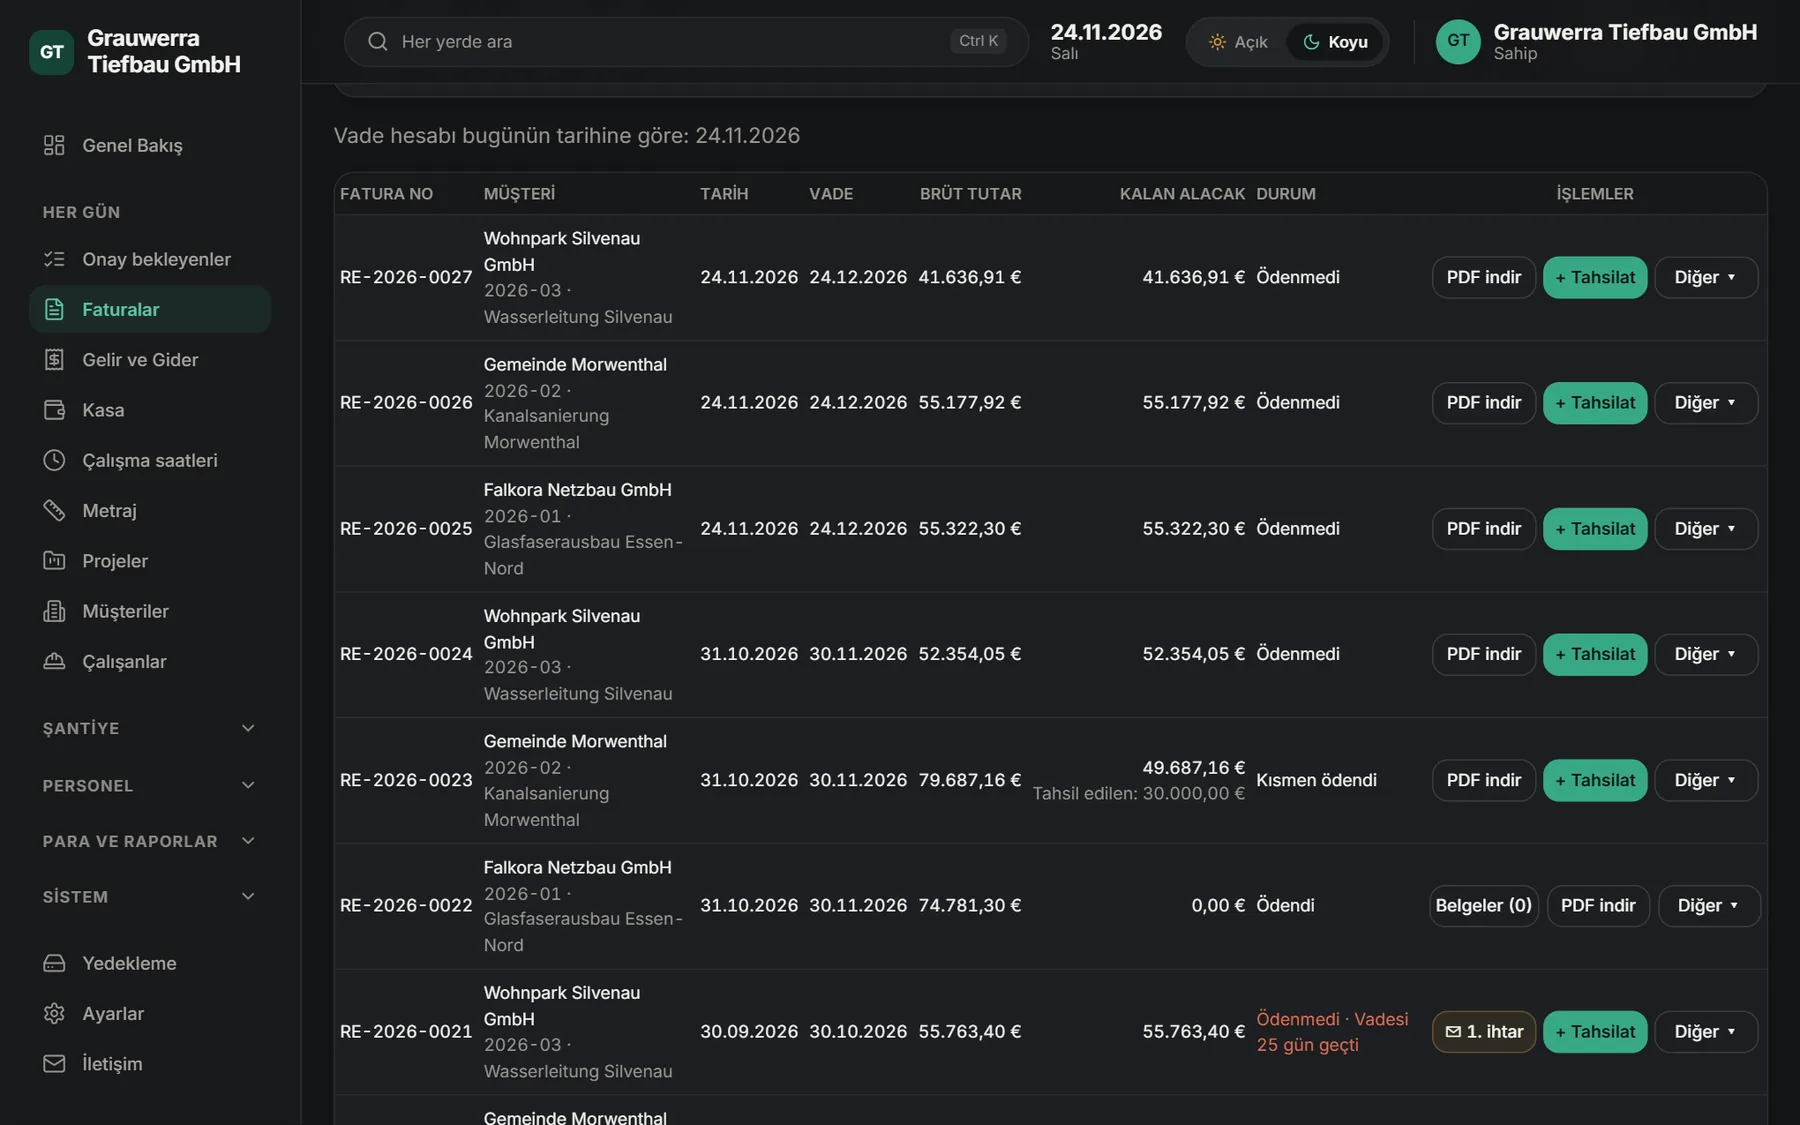 GT
Grauwerra
Tiefbau GmbH
Her yerde ara
Ctrl K
24.11.2026
Salı
Açık
Koyu
GT
Grauwerra Tiefbau GmbH
Sahip
Genel Bakış
HER GÜN
Onay bekleyenler
Faturalar
Gelir ve Gider
Kasa
Çalışma saatleri
Metraj
Projeler
Müşteriler
Çalışanlar
ŞANTİYE
PERSONEL
PARA VE RAPORLAR
SİSTEM
Yedekleme
Ayarlar
İletişim
Vade hesabı bugünün tarihine göre: 24.11.2026
FATURA NO MÜŞTERİ TARİH VADE BRÜT TUTAR KALAN ALACAK DURUM İŞLEMLER
Wohnpark Silvenau
GmbH
2026-03 ·
Wasserleitung Silvenau
RE-2026-0027 24.11.2026 24.12.2026 41.636,91 € 41.636,91 € Ödenmedi PDF indir + Tahsilat Diğer
Gemeinde Morwenthal
2026-02 ·
Kanalsanierung
Morwenthal
RE-2026-0026 24.11.2026 24.12.2026 55.177,92 € 55.177,92 € Ödenmedi PDF indir + Tahsilat Diğer
Falkora Netzbau GmbH
2026-01 ·
Glasfaserausbau Essen-
Nord
RE-2026-0025 24.11.2026 24.12.2026 55.322,30 € 55.322,30 € Ödenmedi PDF indir + Tahsilat Diğer
Wohnpark Silvenau
GmbH
2026-03 ·
Wasserleitung Silvenau
RE-2026-0024 31.10.2026 30.11.2026 52.354,05 € 52.354,05 € Ödenmedi PDF indir + Tahsilat Diğer
Gemeinde Morwenthal
2026-02 ·
Kanalsanierung
Morwenthal
RE-2026-0023 31.10.2026 30.11.2026 79.687,16 € 49.687,16 € Kısmen ödendi PDF indir + Tahsilat Diğer
Tahsil edilen: 30.000,00 €
Falkora Netzbau GmbH
2026-01 ·
Glasfaserausbau Essen-
Nord
RE-2026-0022 31.10.2026 30.11.2026 74.781,30 € 0,00 € Ödendi Belgeler (0) PDF indir Diğer
Wohnpark Silvenau
GmbH
2026-03 ·
Wasserleitung Silvenau
RE-2026-0021 30.09.2026 30.10.2026 55.763,40 € 55.763,40 € Ödenmedi · Vadesi
25 gün geçti
1. ihtar + Tahsilat Diğer
Gemeinde Morwenthal